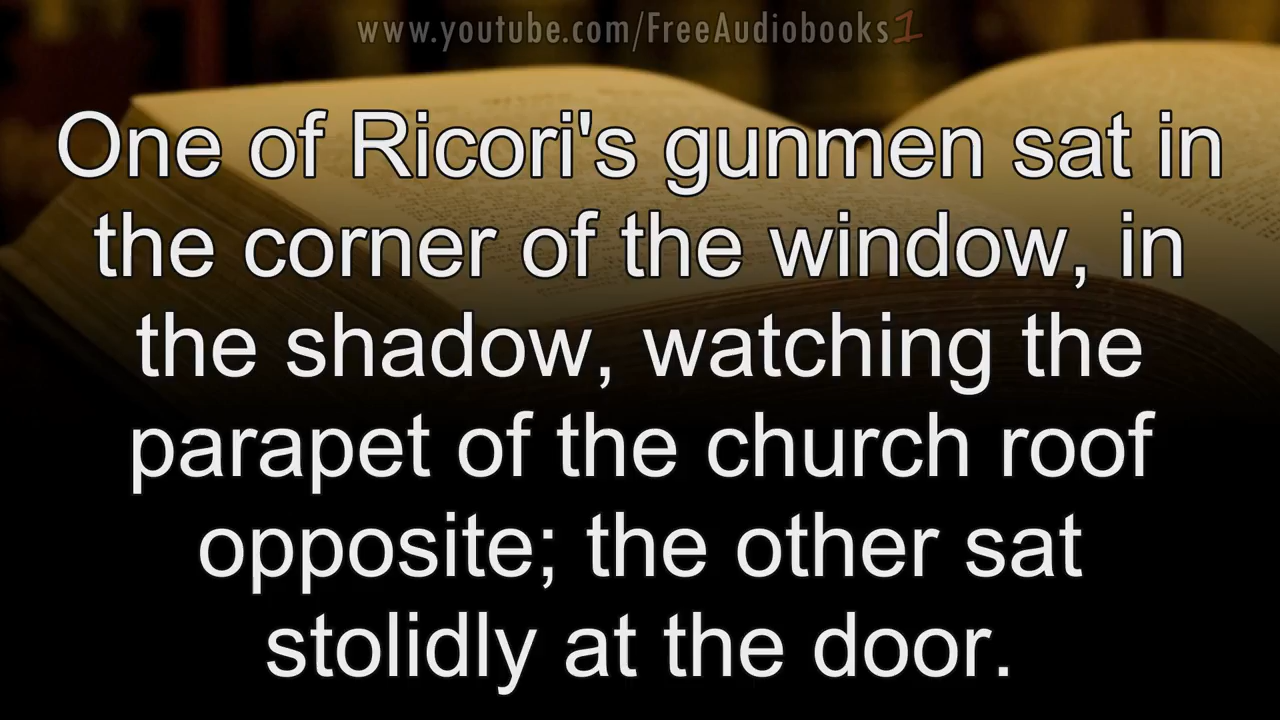 www.youtube.com/FreeAudiobooks1
One of Ricori's gunmen sat in
the corner of the window, in
the shadow, watching the
parapet of the church roof
opposite; the other sat
stolidly at the door.